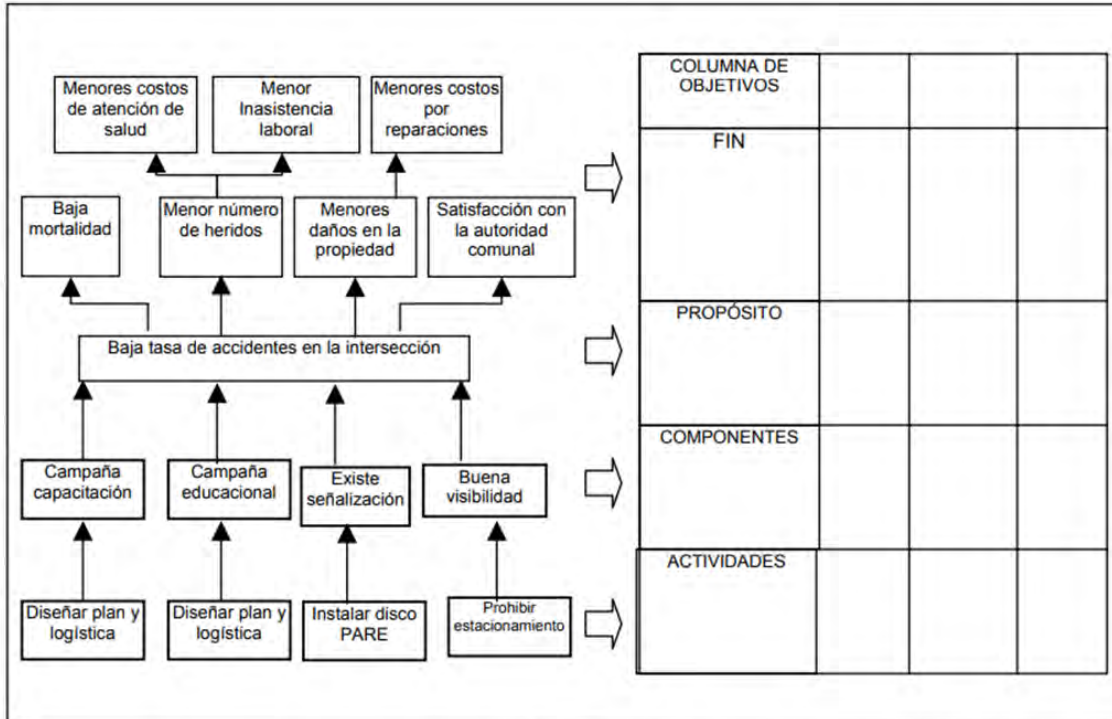 Menores costos
de atención de
salud
Menor
Inasistencia
laboral
Menores costos
por
reparaciones
Baja
mortalidad
Menor número
de heridos
Menores
daños en la
propiedad
Satisfacción con
la autoridad
comunal
Baja tasa de accidentes en la intersección
Campaña
capacitación
Campaña
educacional
Existe
señalización
Buena
visibilidad
Diseñar plan y
logística
Diseñar plan y
logística
Instalar disco
PARE
Prohibir
estacionamiento
COLUMNA DE
OBJETIVOS
FIN
PROPÓSITO
COMPONENTES
ACTIVIDADES